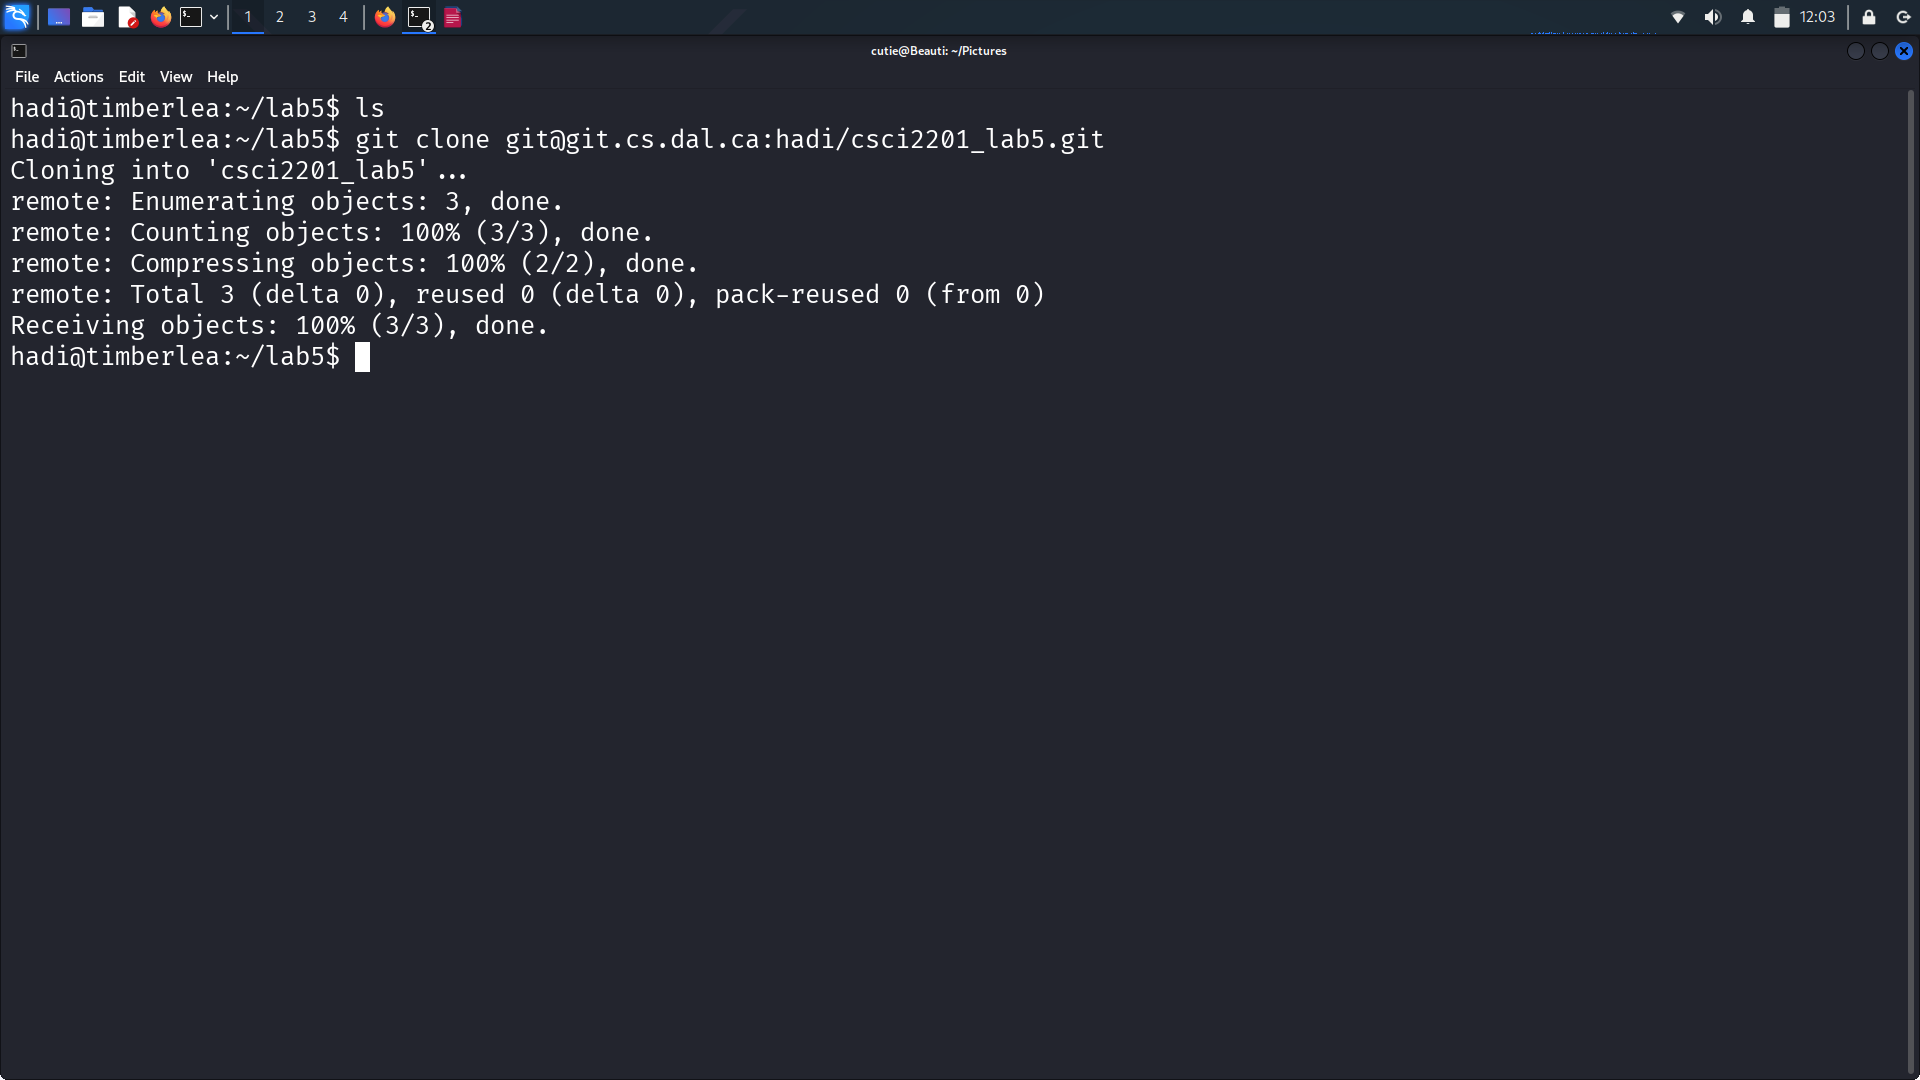 1 2 3 4 2 12:03
cutie@Beauti: ~/Pictures
File Actions Edit View Help
hadi@timberlea:~/lab5$ ls
hadi@timberlea:~/lab5$ git clone git@git.cs.dal.ca:hadi/csci2201_lab5.git
Cloning into 'csci2201_lab5'...
remote: Enumerating objects: 3, done.
remote: Counting objects: 100% (3/3), done.
remote: Compressing objects: 100% (2/2), done.
remote: Total 3 (delta 0), reused 0 (delta 0), pack-reused 0 (from 0)
Receiving objects: 100% (3/3), done.
hadi@timberlea:~/lab5$